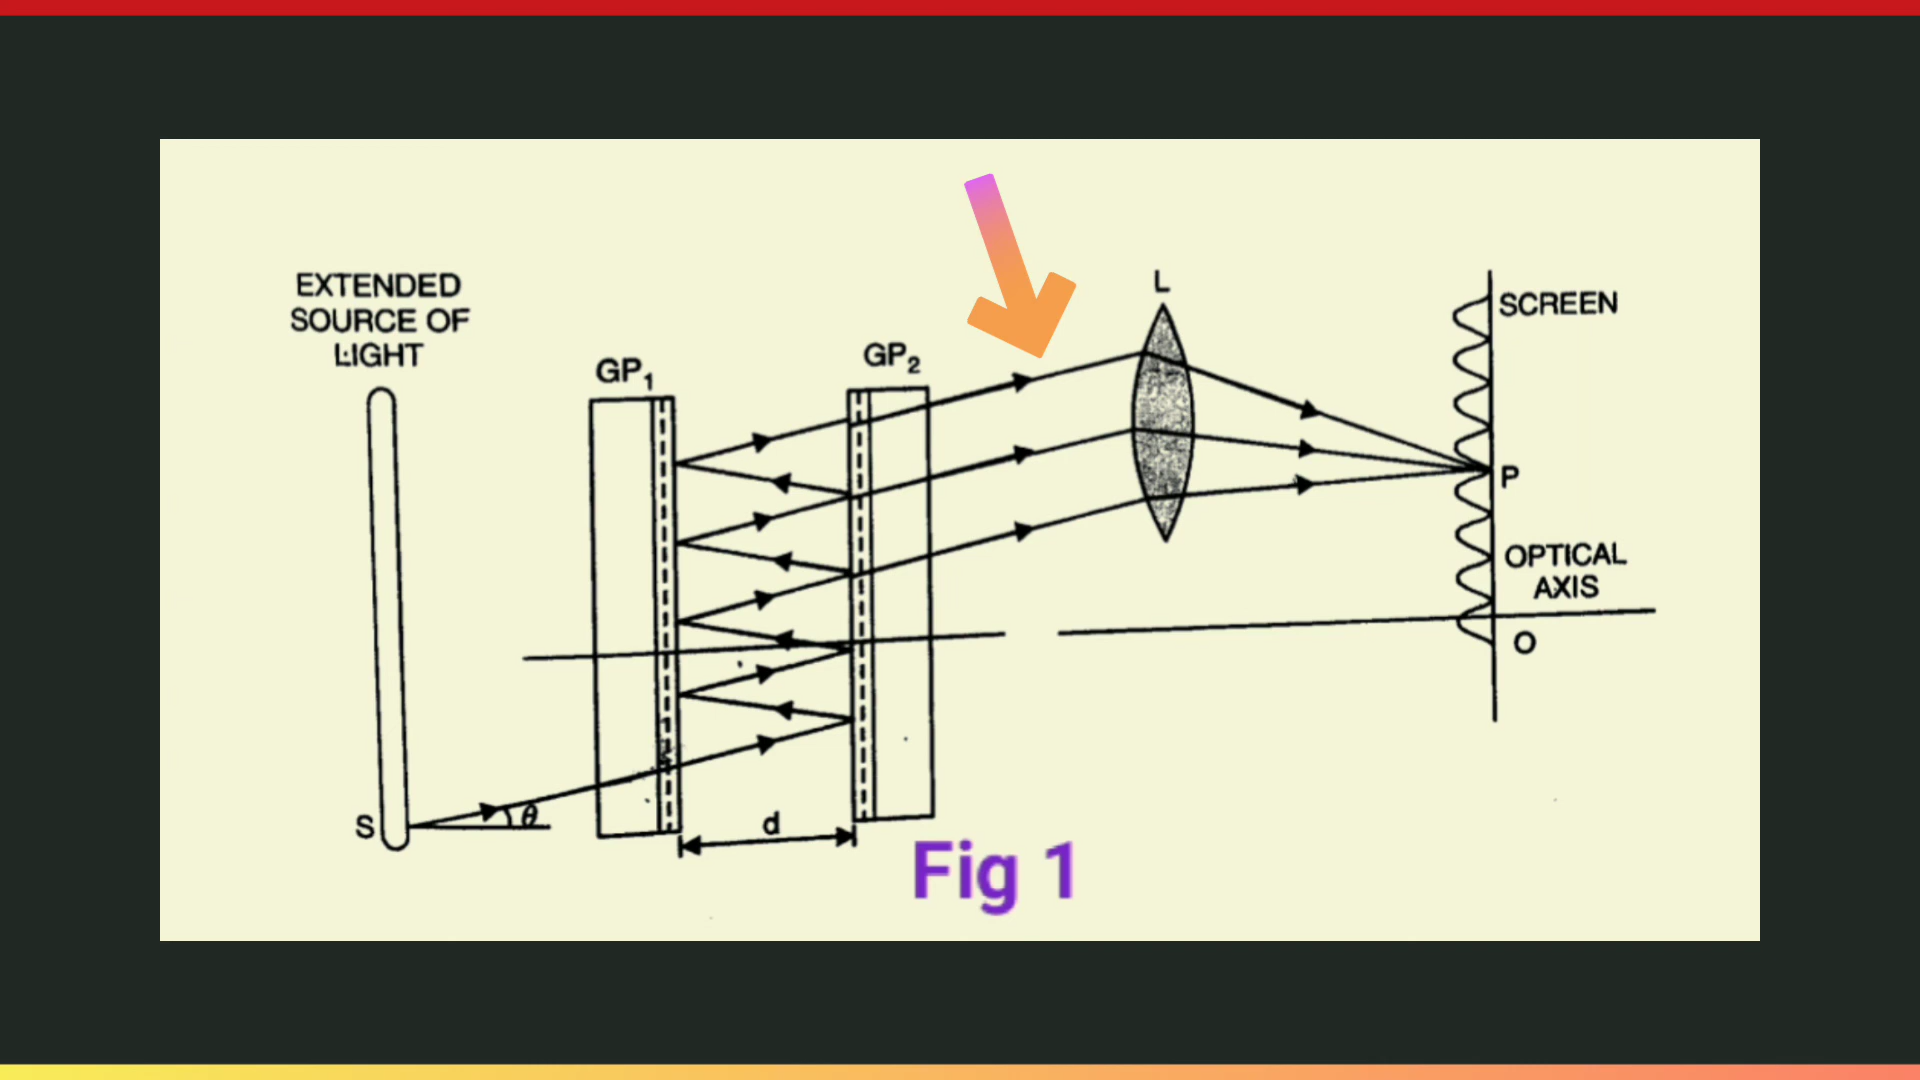 EXTENDED
SOURCE OF
LIGHT
GP1
GP2
L
SCREEN
P
OPTICAL
AXIS
O
S
θ
d
Fig 1